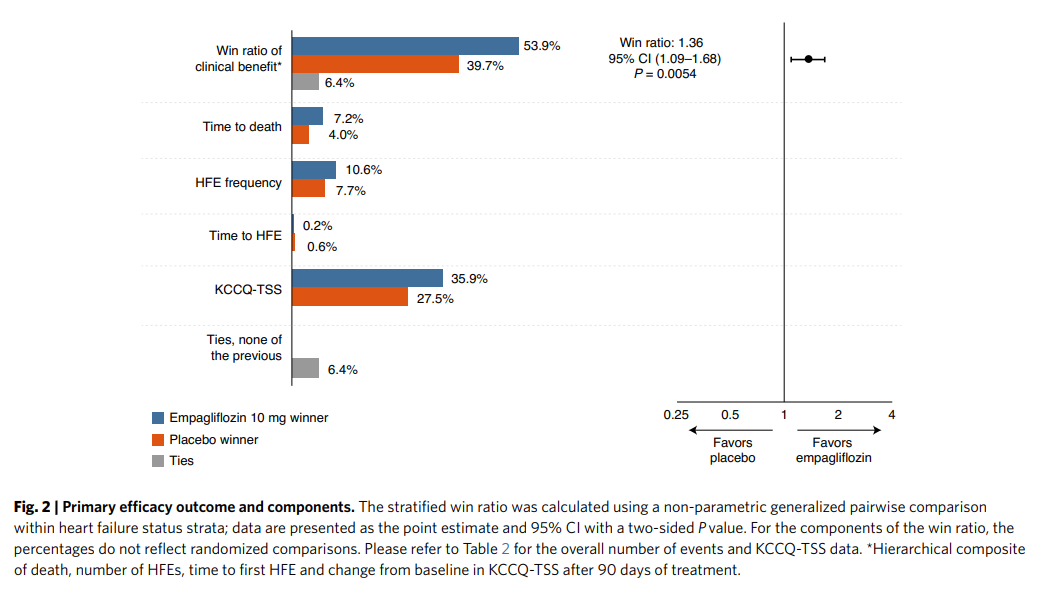 Win ratio of
clinical benefit*
53.9%
39.7%
6.4%
Win ratio: 1.36
95% CI (1.09–1.68)
P = 0.0054
Time to death
7.2%
4.0%
HFE frequency
10.6%
7.7%
Time to HFE
0.2%
0.6%
KCCQ-TSS
35.9%
27.5%
Ties, none of
the previous
6.4%
Empagliflozin 10 mg winner
Placebo winner
Ties
0.25 0.5 1 2 4
Favors
placebo
Favors
empagliflozin
Fig. 2 | Primary efficacy outcome and components. The stratified win ratio was calculated using a non-parametric generalized pairwise comparison
within heart failure status strata; data are presented as the point estimate and 95% CI with a two-sided P value. For the components of the win ratio, the
percentages do not reflect randomized comparisons. Please refer to Table 2 for the overall number of events and KCCQ-TSS data. *Hierarchical composite
of death, number of HFEs, time to first HFE and change from baseline in KCCQ-TSS after 90 days of treatment.